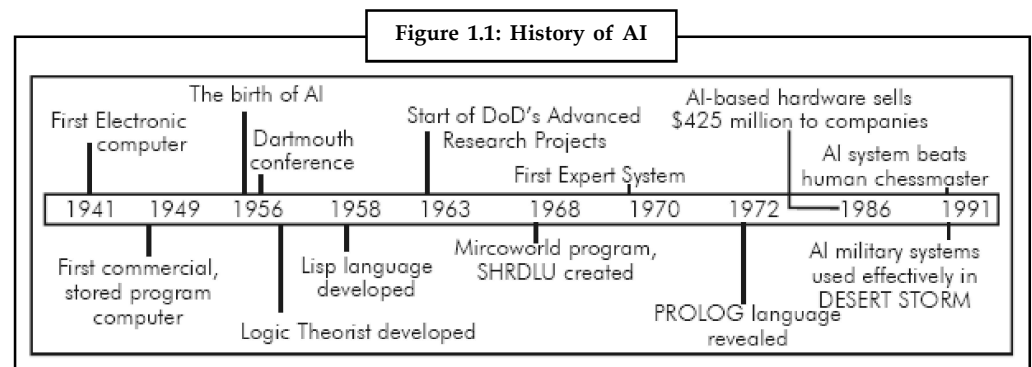 Figure 1.1: History of AI
The birth of AI
First Electronic
computer
Dartmouth
conference
Start of DoD's Advanced
Research Projects
First Expert System
AI-based hardware sells
$425 million to companies
AI system beats
human chessmaster
1941 1949 1956 1958 1963 1968 1970 1972 1986 1991
First commercial,
stored program
computer
Logic Theorist developed
Lisp language
developed
Mircoworld program,
SHRDLU created
PROLOG language
revealed
AI military systems
used effectively in
DESERT STORM